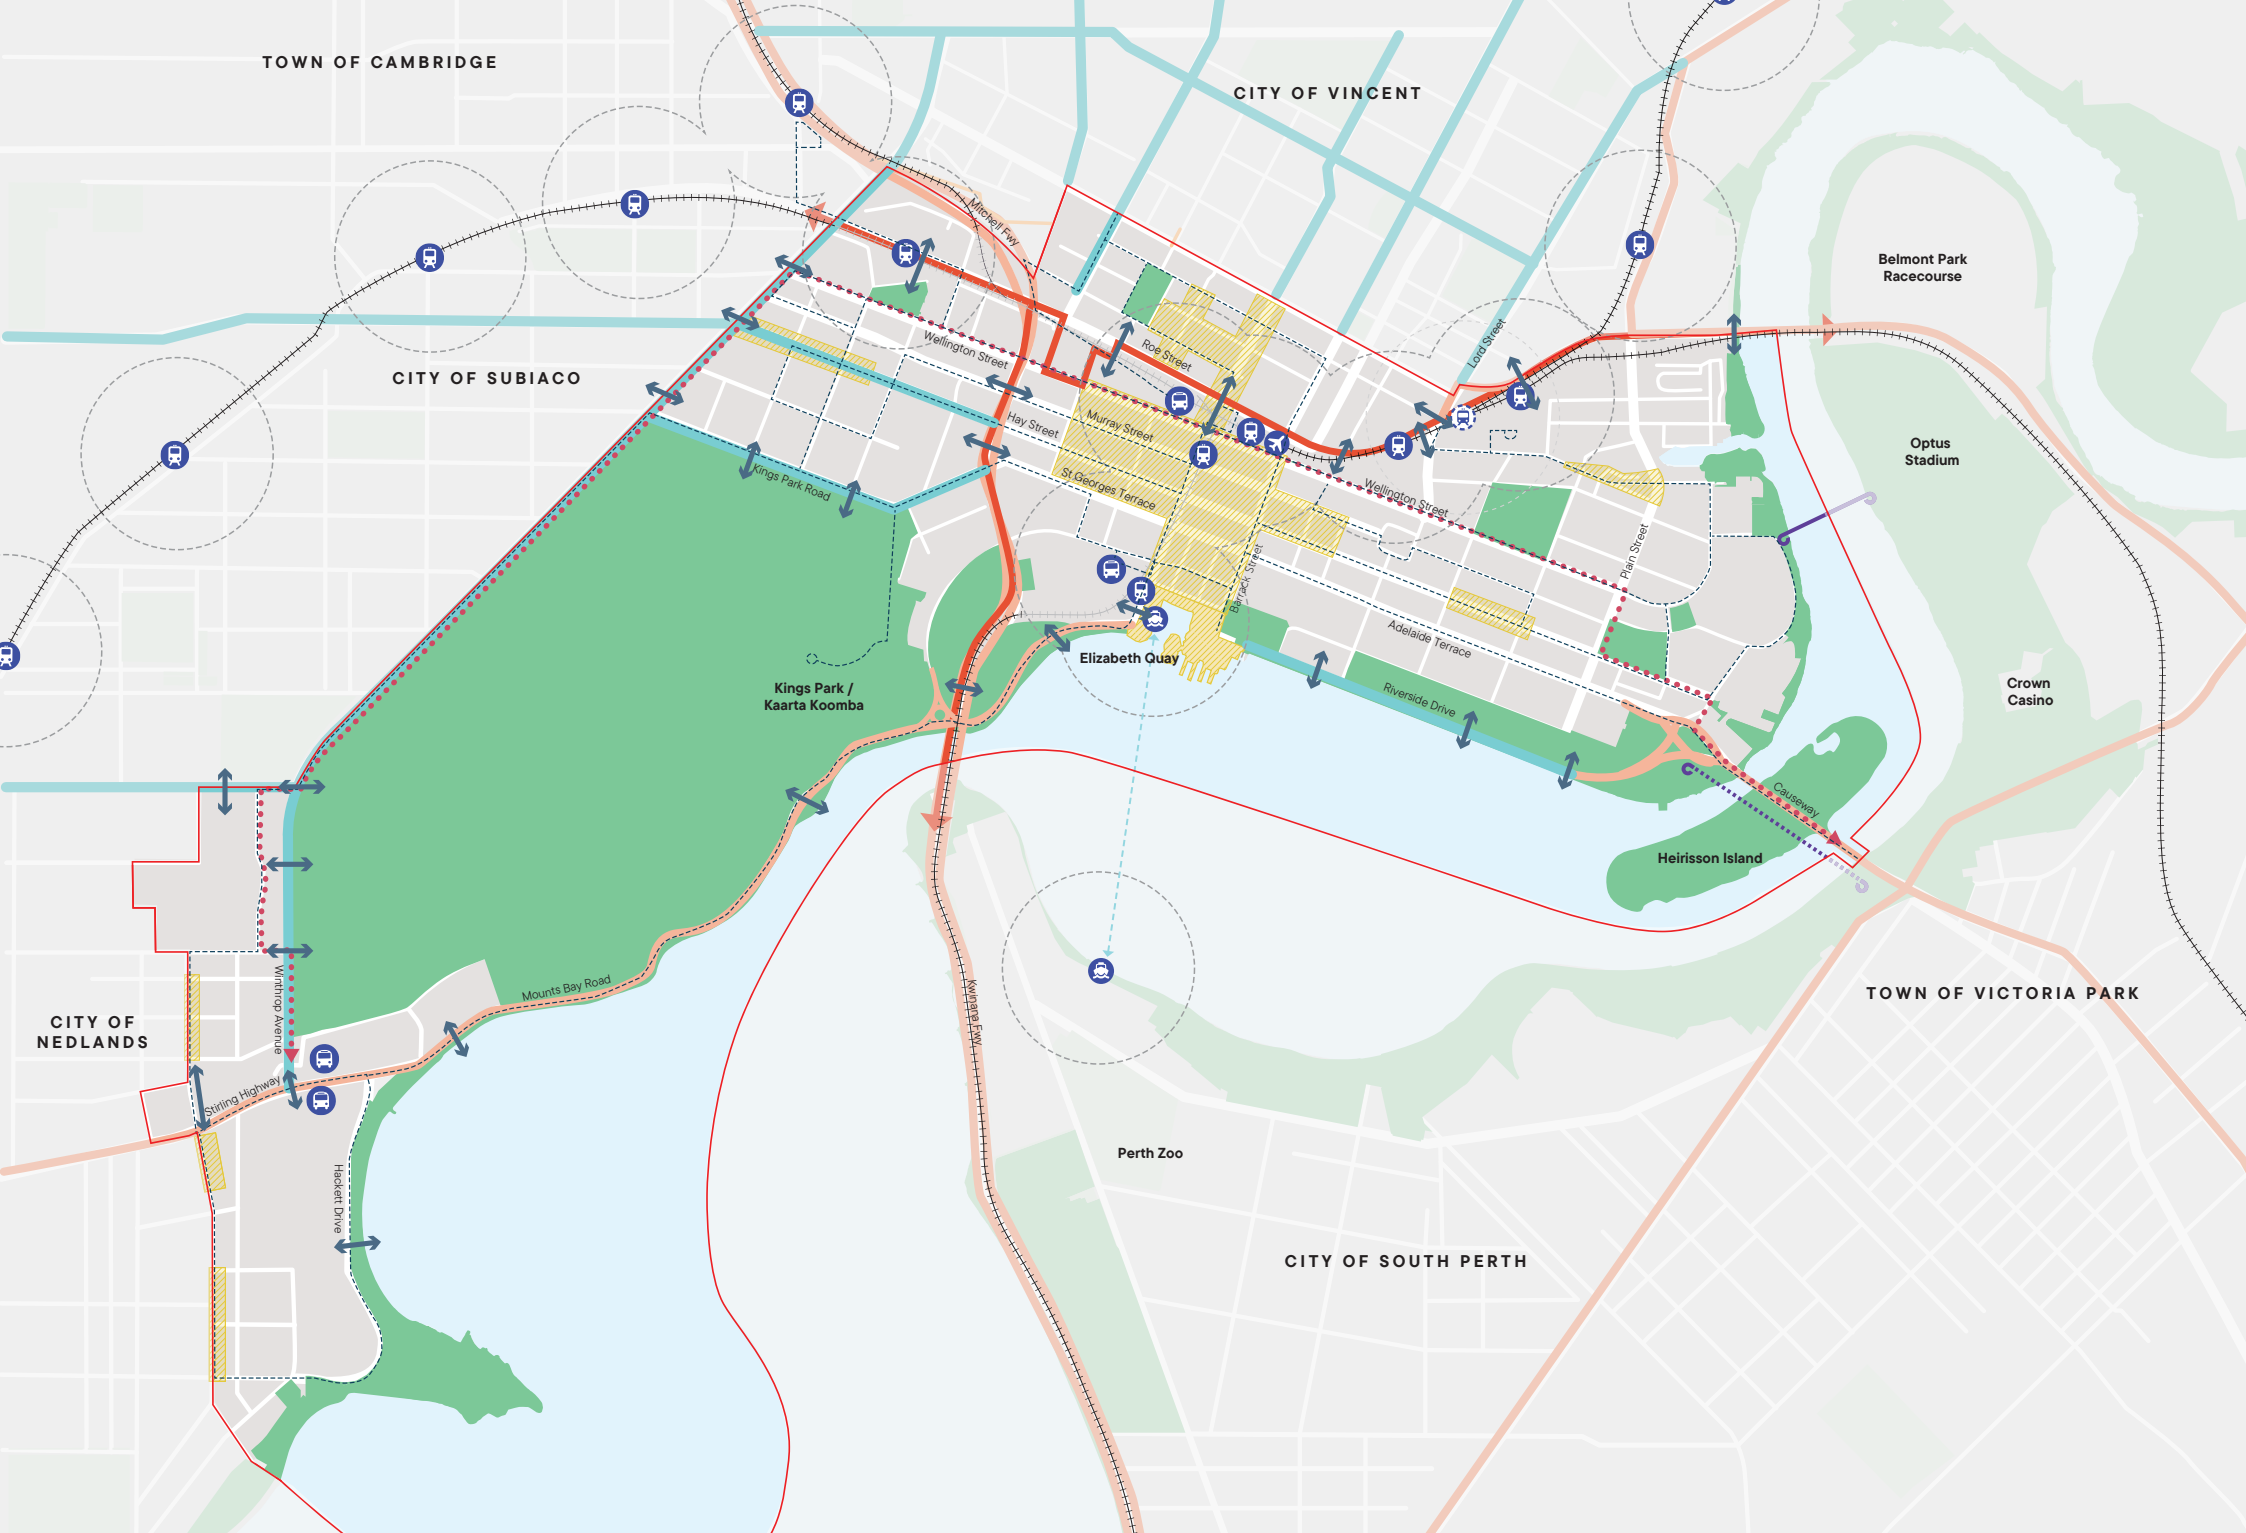 TOWN OF CAMBRIDGE
CITY OF VINCENT
Mitchell Fwy
Belmont Park
Racecourse
CITY OF SUBIACO
Wellington Street
Roe Street
Lord Street
Hay Street
Murray Street
Kings Park Road
St Georges Terrace
Wellington Street
Optus
Stadium
Plain Street
Barrack Street
Adelaide Terrace
Elizabeth Quay
Kings Park /
Kaarta Koomba
Riverside Drive
Crown
Casino
Causeway
Heirisson Island
Winthrop Avenue
Mounts Bay Road
Kwinana Fwy
TOWN OF VICTORIA PARK
CITY OF
NEDLANDS
Stirling Highway
Hackett Drive
Perth Zoo
CITY OF SOUTH PERTH